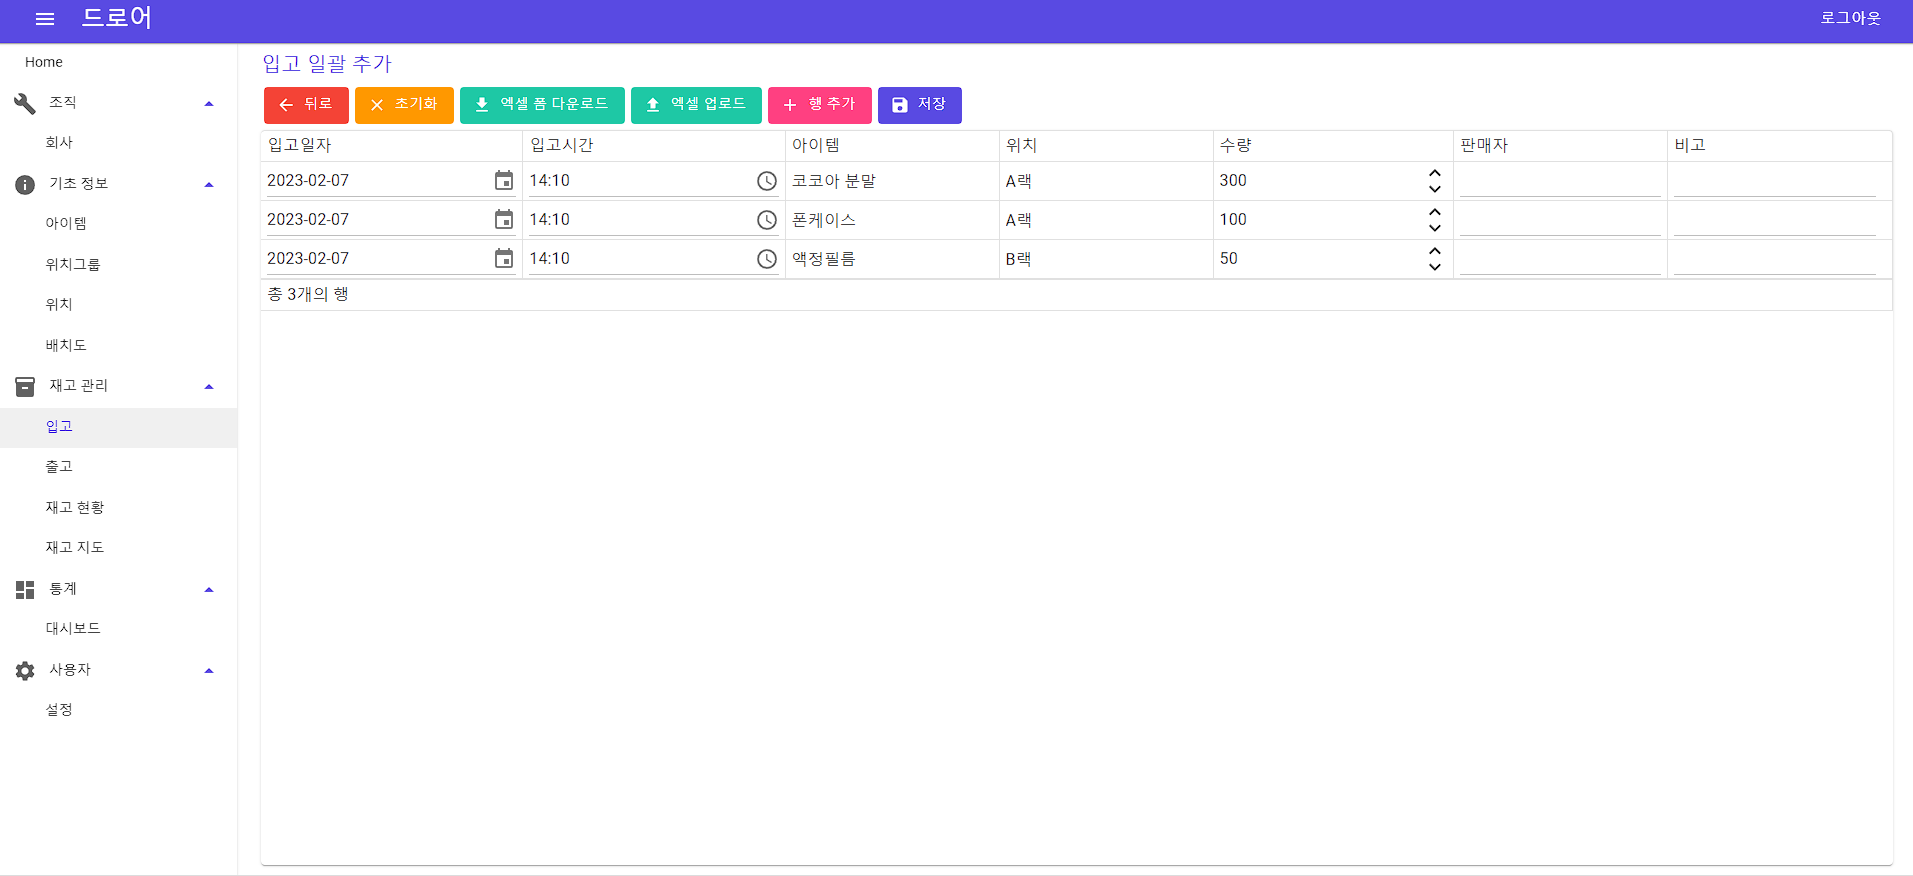 드로어
로그아웃
Home
조직
회사
기초 정보
아이템
위치그룹
위치
배치도
재고 관리
입고
출고
재고 현황
재고 지도
통계
대시보드
사용자
설정
입고 일괄 추가
뒤로 초기화 엑셀 폼 다운로드 엑셀 업로드 행 추가 저장
입고일자 입고시간 아이템 위치 수량 판매자 비고
2023-02-07 14:10 코코아 분말 A랙 300
2023-02-07 14:10 폰케이스 A랙 100
2023-02-07 14:10 액정필름 B랙 50
총 3개의 행